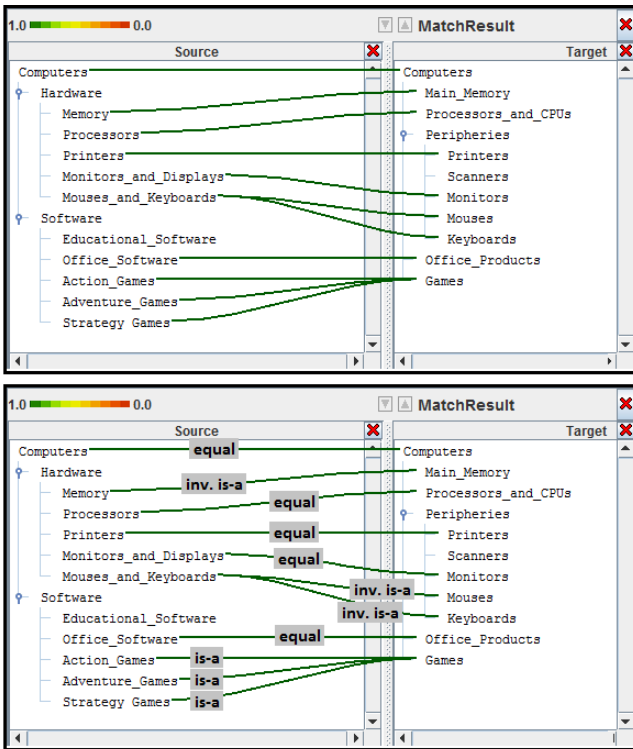 1.0 0.0 MatchResult
Source Target
Computers Computers
Hardware Main_Memory
Memory Processors_and_CPUs
Processors Peripheries
Printers Printers
Monitors_and_Displays Scanners
Mouses_and_Keyboards Monitors
Software Mouses
Educational_Software Keyboards
Office_Software Office_Products
Action_Games Games
Adventure_Games
Strategy Games
1.0 0.0 MatchResult
Source Target
Computers equal Computers
Hardware Main_Memory
Memory inv. is-a Processors_and_CPUs
Processors equal Peripheries
Printers equal Printers
Monitors_and_Displays equal Scanners
Mouses_and_Keyboards Monitors
Software inv. is-a Mouses
Educational_Software inv. is-a Keyboards
Office_Software equal Office_Products
Action_Games is-a Games
Adventure_Games is-a
Strategy Games is-a